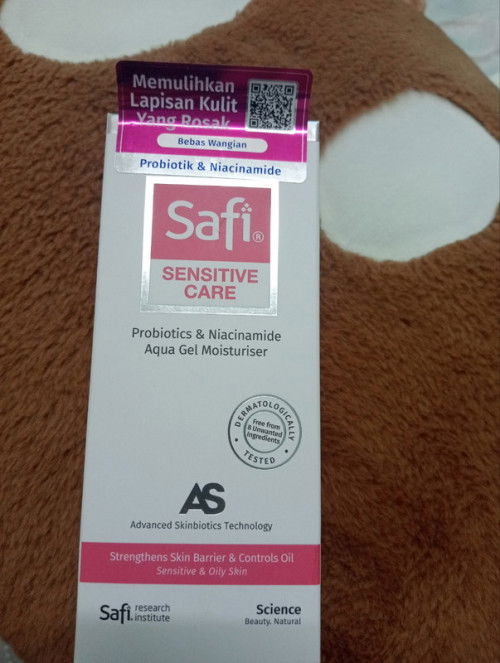 Memulihkan
Lapisan Kulit
Yang Rosak
Bebas Wangian
Probiotik & Niacinamide
Safi®
SENSITIVE
CARE
Probiotics & Niacinamide
Aqua Gel Moisturiser
DERMATOLOGICALLY
Free from
8 Unwanted
Ingredients
TESTED
AS
Advanced Skinbiotics Technology
Strengthens Skin Barrier & Controls Oil
Sensitive & Oily Skin
Safi. research
institute
Science
Beauty. Natural